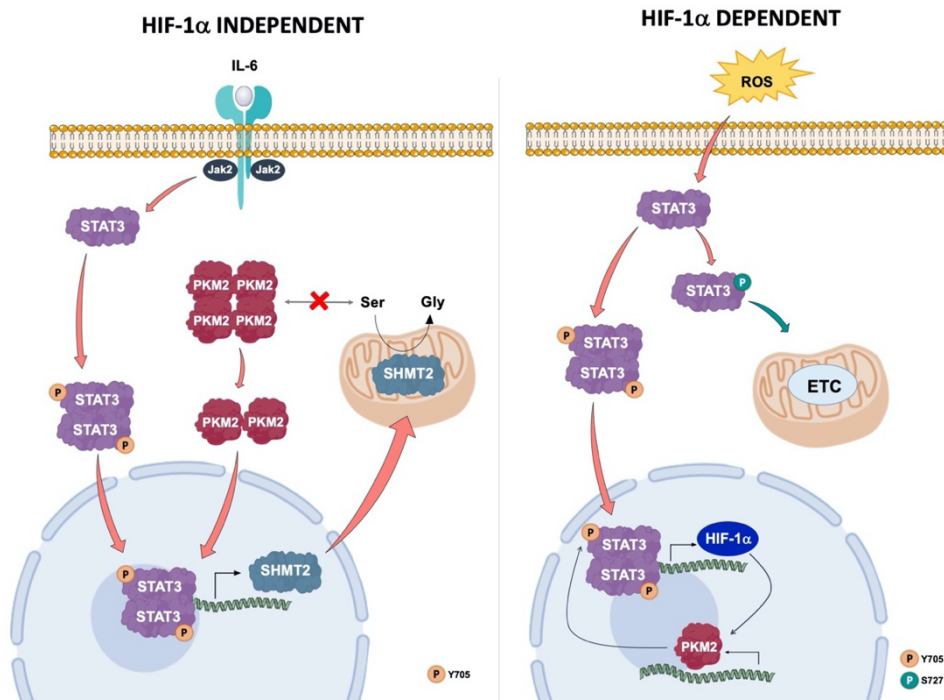 HIF-1α INDEPENDENT
IL-6
Jak2 Jak2
STAT3
PKM2 PKM2
PKM2 PKM2
Ser Gly
SHMT2
P STAT3
STAT3 P
PKM2 PKM2
P STAT3
STAT3 P
SHMT2
P Y705
HIF-1α DEPENDENT
ROS
STAT3
STAT3 P
P STAT3
STAT3 P
ETC
P STAT3
STAT3 P
HIF-1α
PKM2
P Y705
P S727